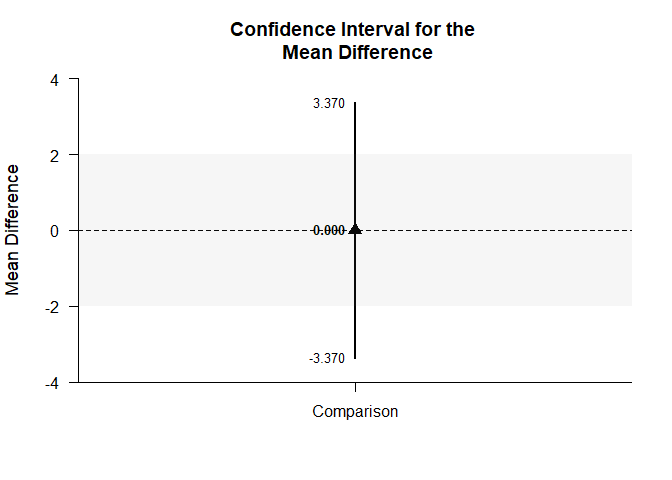 Confidence Interval for the
Mean Difference
Mean Difference
4
2
0
-2
-4
3.370
0.000
-3.370
Comparison